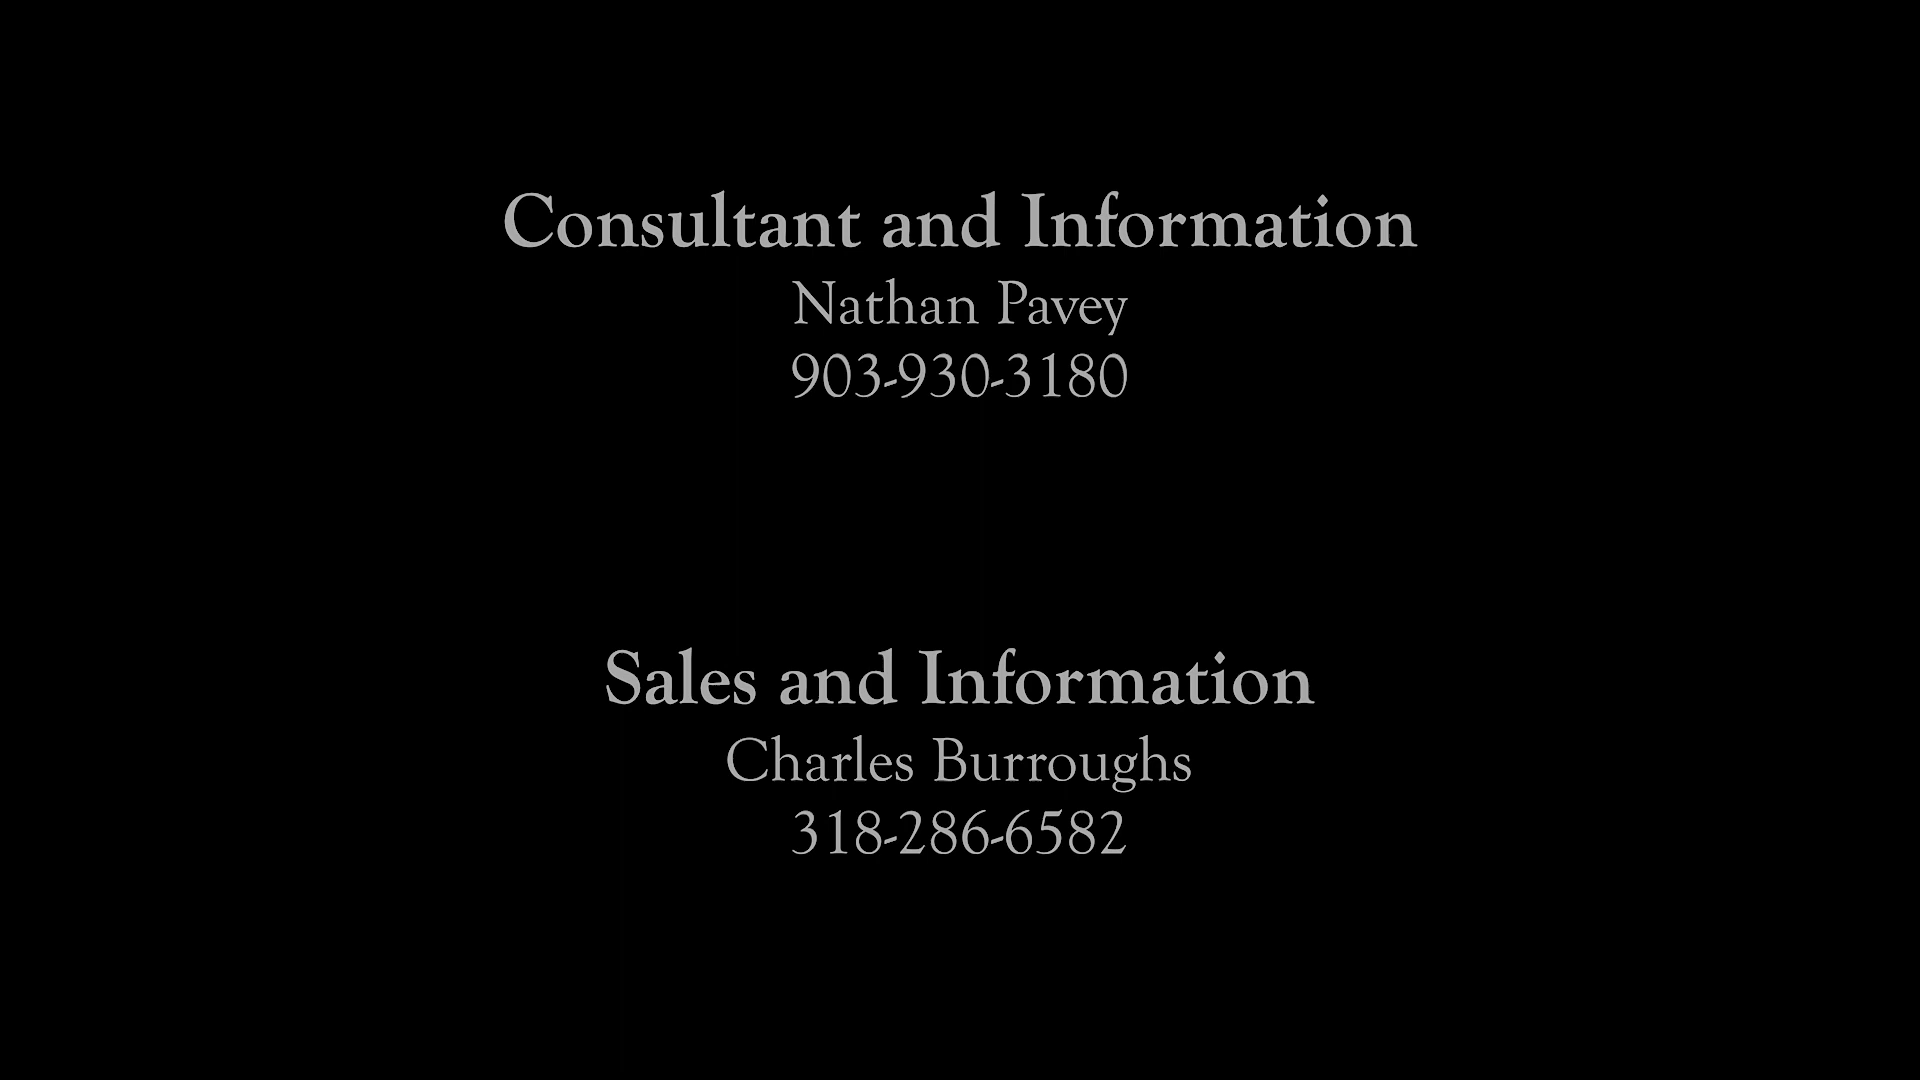 Consultant and Information
Nathan Pavey
903-930-3180
Sales and Information
Charles Burroughs
318-286-6582